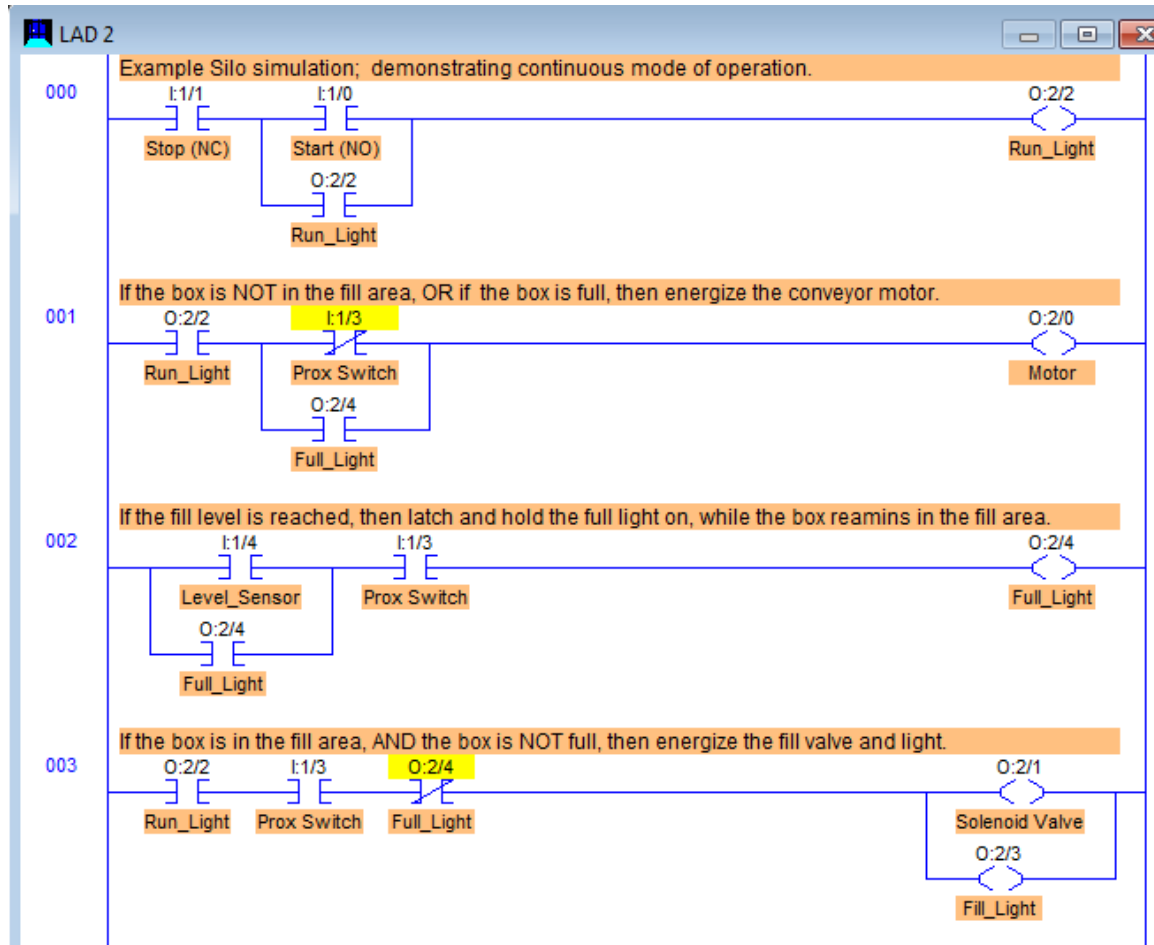 LAD 2
Example Silo simulation;  demonstrating continuous mode of operation.
000
I:1/1 I:1/0 O:2/2
Stop (NC) Start (NO) Run_Light
O:2/2
Run_Light
If the box is NOT in the fill area, OR if  the box is full, then energize the conveyor motor.
001
O:2/2 I:1/3 O:2/0
Run_Light Prox Switch Motor
O:2/4
Full_Light
If the fill level is reached, then latch and hold the full light on, while the box reamins in the fill area.
002
I:1/4 I:1/3 O:2/4
Level_Sensor Prox Switch Full_Light
O:2/4
Full_Light
If the box is in the fill area, AND the box is NOT full, then energize the fill valve and light.
003
O:2/2 I:1/3 O:2/4 O:2/1
Run_Light Prox Switch Full_Light Solenoid Valve
O:2/3
Fill_Light